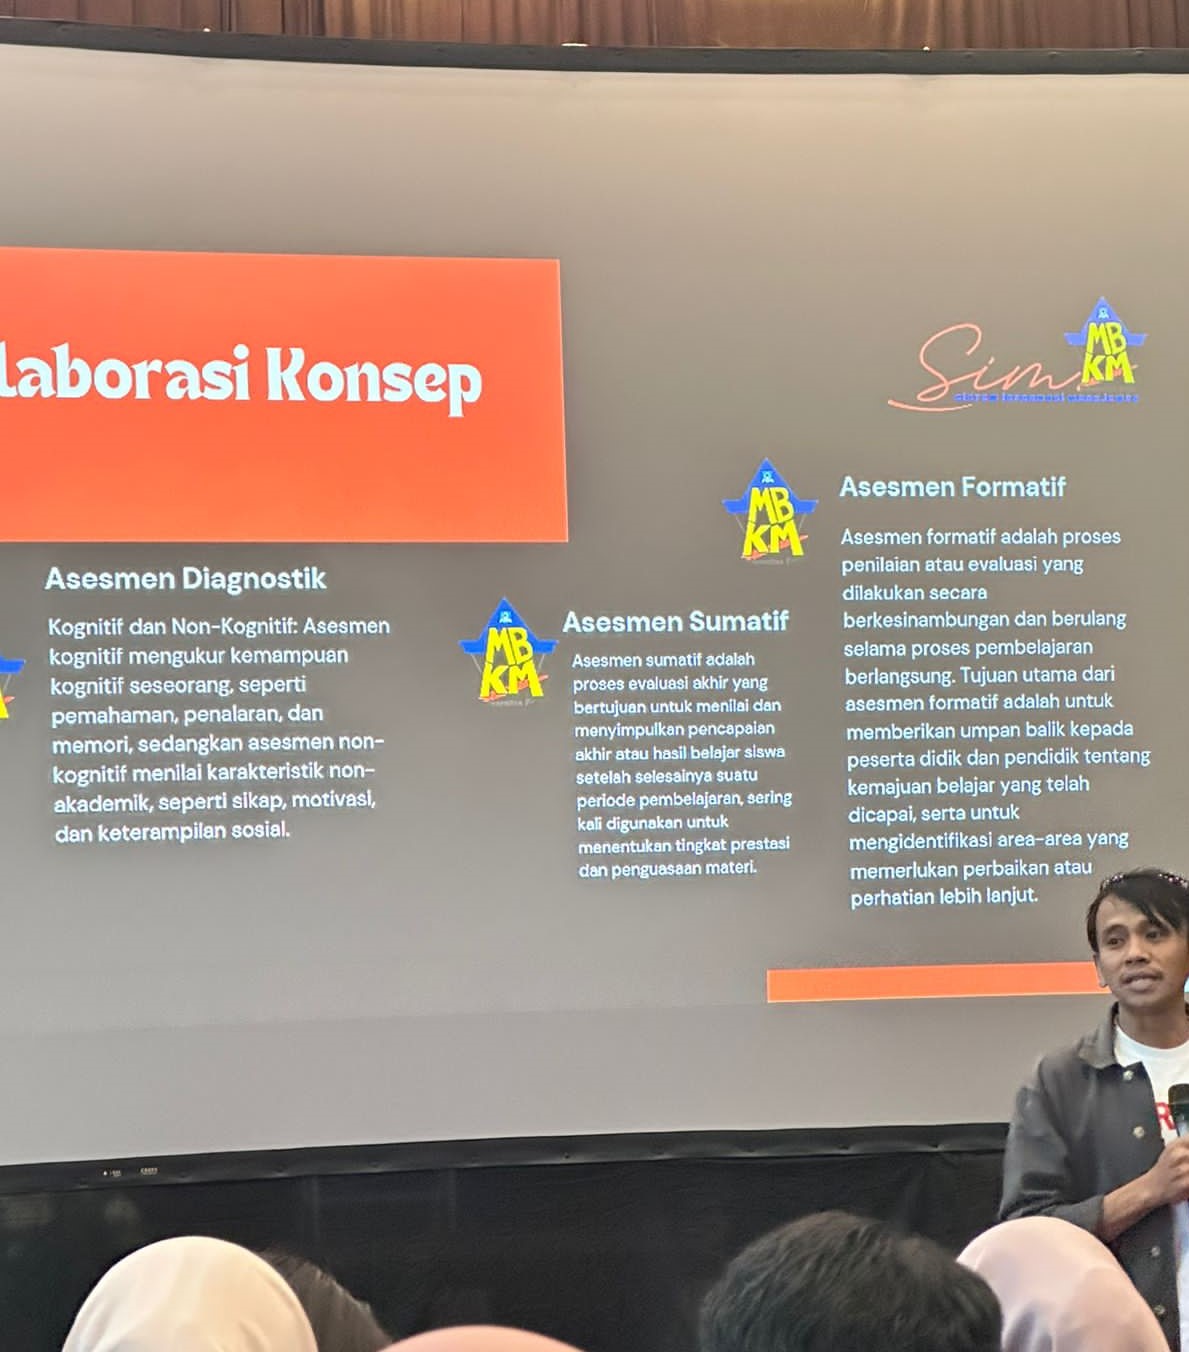 laborasi Konsep
Sim.
MB
KM
Asesmen Diagnostik
Kognitif dan Non-Kognitif: Asesmen
kognitif mengukur kemampuan
kognitif seseorang, seperti
pemahaman, penalaran, dan
memori, sedangkan asesmen non-
kognitif menilai karakteristik non-
akademik, seperti sikap, motivasi,
dan keterampilan sosial.
MB
KM
Asesmen Sumatif
Asesmen sumatif adalah
proses evaluasi akhir yang
bertujuan untuk menilai dan
menyimpulkan pencapaian
akhir atau hasil belajar siswa
setelah selesainya suatu
periode pembelajaran, sering
kali digunakan untuk
menentukan tingkat prestasi
dan penguasaan materi.
MB
KM
Asesmen Formatif
Asesmen formatif adalah proses
penilaian atau evaluasi yang
dilakukan secara
berkesinambungan dan berulang
selama proses pembelajaran
berlangsung. Tujuan utama dari
asesmen formatif adalah untuk
memberikan umpan balik kepada
peserta didik dan pendidik tentang
kemajuan belajar yang telah
dicapai, serta untuk
mengidentifikasi area-area yang
memerlukan perbaikan atau
perhatian lebih lanjut.